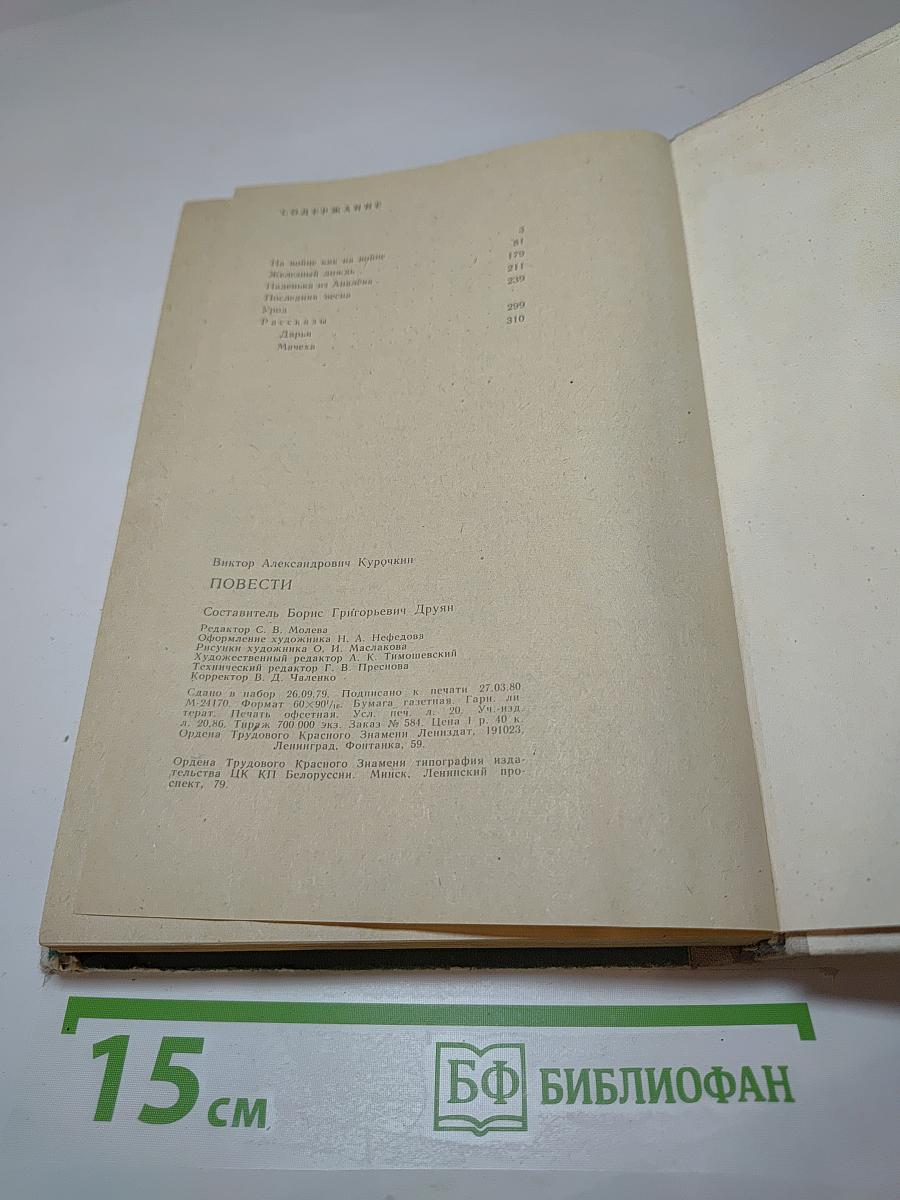 СОДЕРЖАНИЕ
На войне как на войне 3
Железный дождь 81
Наденька из Апалёва 179
Последняя весна 211
Урод 239
Рассказы
Дарья 299
Мачеха 310
Виктор Александрович Курочкин
ПОВЕСТИ
Составитель Борис Григорьевич Друян
Редактор С. В. Молева
Оформление художника Н. А. Нефедова
Рисунки художника О. И. Маслакова
Художественный редактор А. К. Тимошевский
Технический редактор Г. В. Преснова
Корректор В. Д. Чаленко
Сдано в набор 26.09.79. Подписано к печати 27.03.80.
М-24170. Формат 60×90¹/₁₆. Бумага газетная. Гарн. ли-
терат. Печать офсетная. Усл. печ. л. 20. Уч.-изд.
л. 20,86. Тираж 700 000 экз. Заказ № 584. Цена 1 р. 40 к.
Ордена Трудового Красного Знамени Лениздат, 191023,
Ленинград, Фонтанка, 59.
Ордена Трудового Красного Знамени типография изда-
тельства ЦК КП Белоруссии. Минск, Ленинский про-
спект, 79.
15 см
БФ БИБЛИОФАН